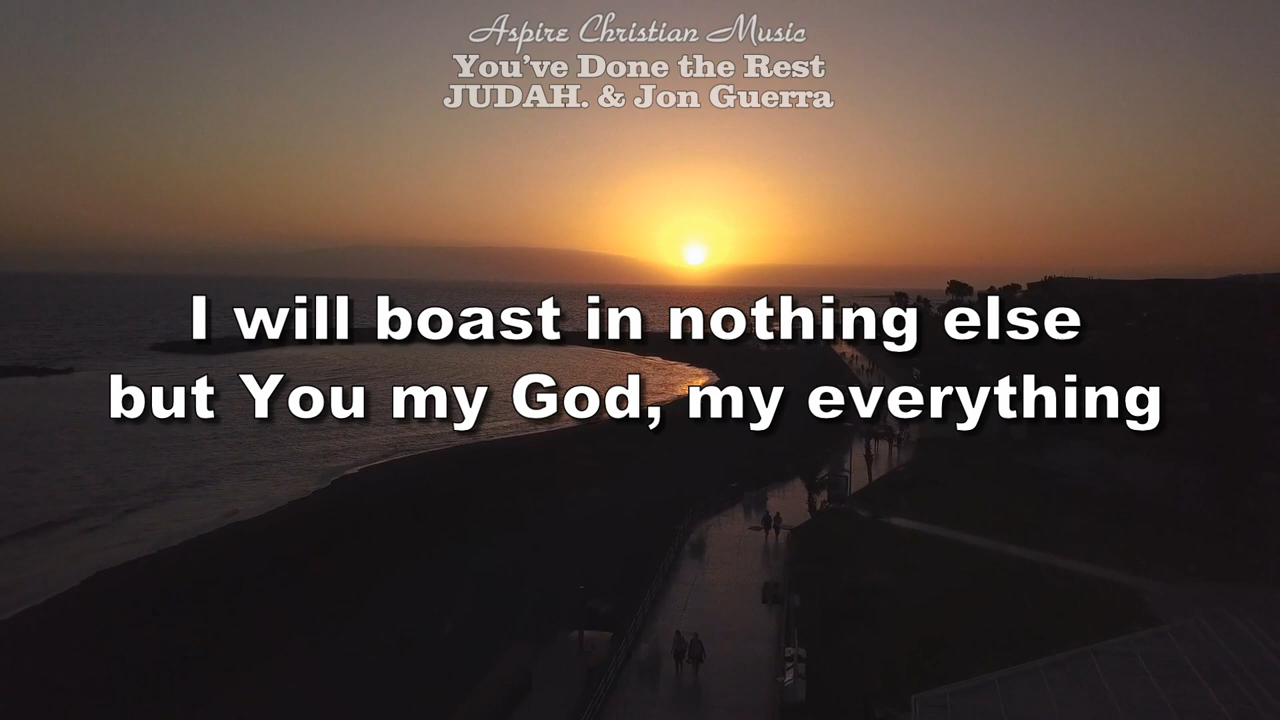 Aspire Christian Music
You've Done the Rest
JUDAH. & Jon Guerra
I will boast in nothing else
but You my God, my everything